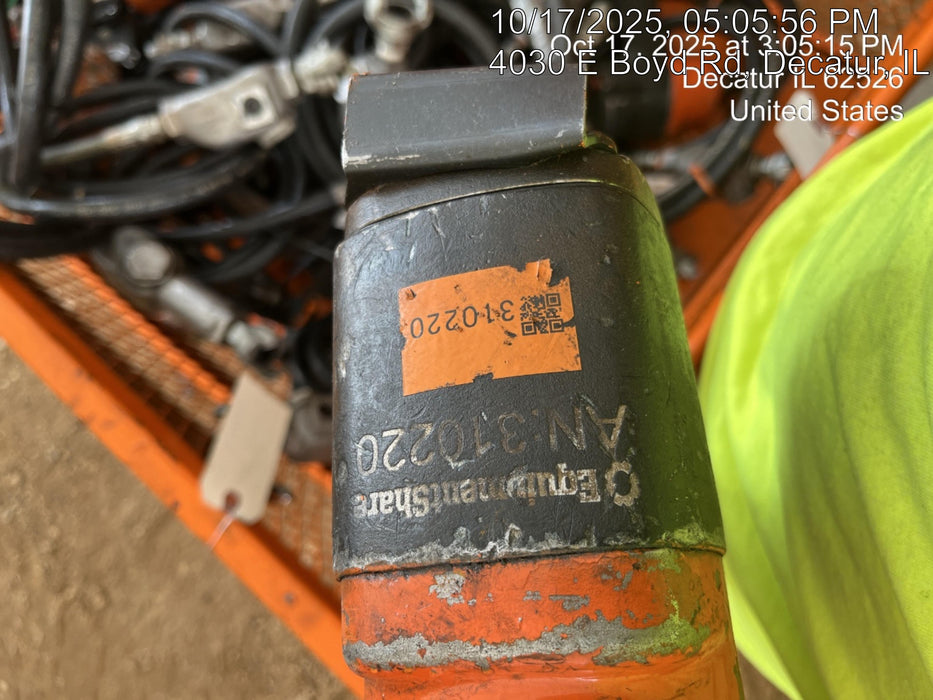 10/17/2025, 05:05:56 PM
Oct 17, 2025 at 3:05:15 PM
4030 E Boyd Rd, Decatur, IL
Decatur IL 62526
United States
310220
AN:310220
EquipmentShare